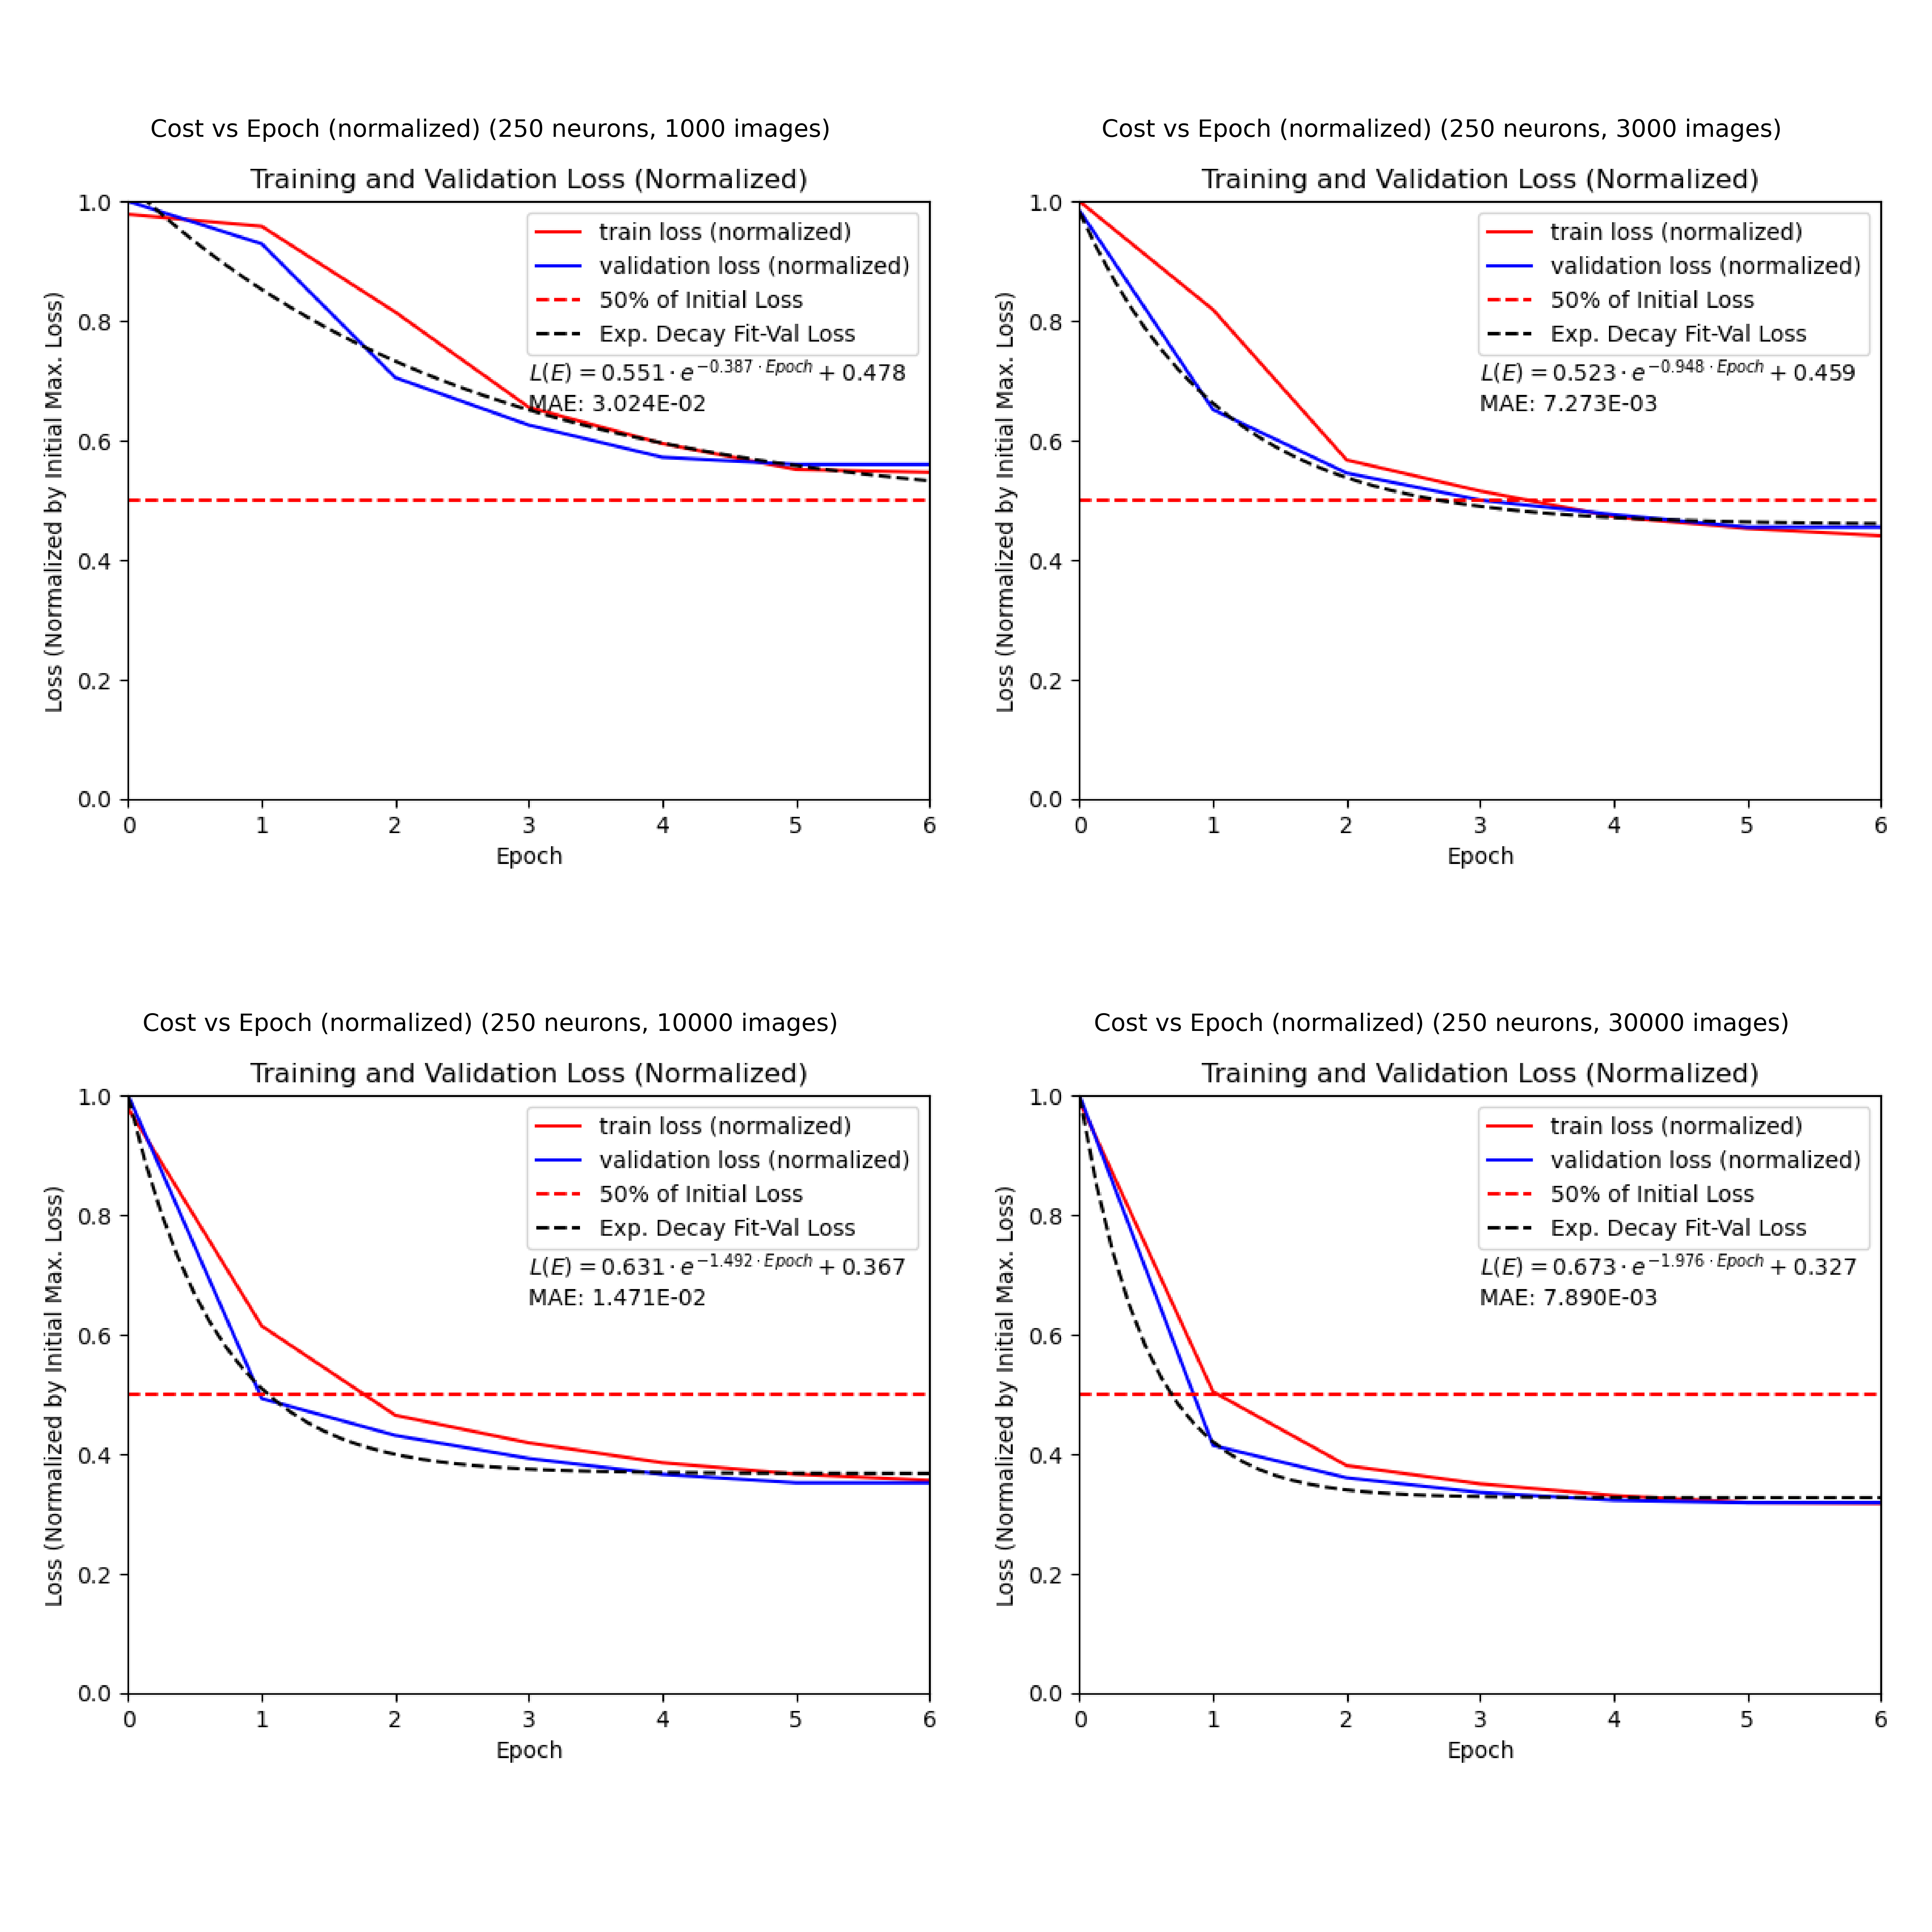 Cost vs Epoch (normalized) (250 neurons, 1000 images)
Training and Validation Loss (Normalized)
Loss (Normalized by Initial Max. Loss)
1.0
0.8
0.6
0.4
0.2
0.0
train loss (normalized)
validation loss (normalized)
50% of Initial Loss
Exp. Decay Fit-Val Loss
L(E) = 0.551 · e^{−0.387 · Epoch} + 0.478
MAE: 3.024E-02
0 1 2 3 4 5 6
Epoch
Cost vs Epoch (normalized) (250 neurons, 3000 images)
Training and Validation Loss (Normalized)
Loss (Normalized by Initial Max. Loss)
1.0
0.8
0.6
0.4
0.2
0.0
train loss (normalized)
validation loss (normalized)
50% of Initial Loss
Exp. Decay Fit-Val Loss
L(E) = 0.523 · e^{−0.948 · Epoch} + 0.459
MAE: 7.273E-03
0 1 2 3 4 5 6
Epoch
Cost vs Epoch (normalized) (250 neurons, 10000 images)
Training and Validation Loss (Normalized)
Loss (Normalized by Initial Max. Loss)
1.0
0.8
0.6
0.4
0.2
0.0
train loss (normalized)
validation loss (normalized)
50% of Initial Loss
Exp. Decay Fit-Val Loss
L(E) = 0.631 · e^{−1.492 · Epoch} + 0.367
MAE: 1.471E-02
0 1 2 3 4 5 6
Epoch
Cost vs Epoch (normalized) (250 neurons, 30000 images)
Training and Validation Loss (Normalized)
Loss (Normalized by Initial Max. Loss)
1.0
0.8
0.6
0.4
0.2
0.0
train loss (normalized)
validation loss (normalized)
50% of Initial Loss
Exp. Decay Fit-Val Loss
L(E) = 0.673 · e^{−1.976 · Epoch} + 0.327
MAE: 7.890E-03
0 1 2 3 4 5 6
Epoch